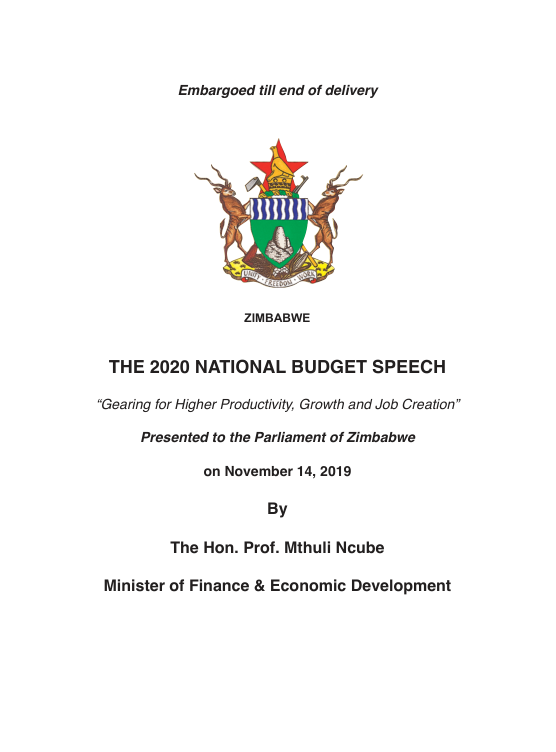 Embargoed till end of delivery
UNITY FREEDOM WORK
ZIMBABWE
THE 2020 NATIONAL BUDGET SPEECH
“Gearing for Higher Productivity, Growth and Job Creation”
Presented to the Parliament of Zimbabwe
on November 14, 2019
By
The Hon. Prof. Mthuli Ncube
Minister of Finance & Economic Development